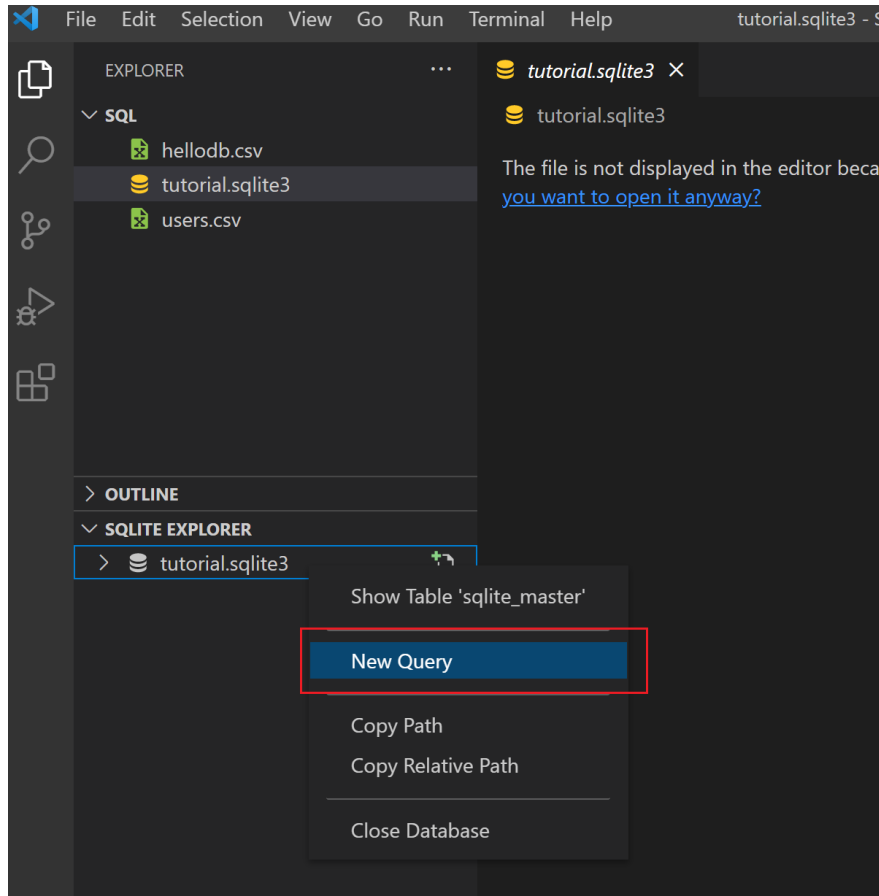 File Edit Selection View Go Run Terminal Help tutorial.sqlite3 - S
EXPLORER
SQL
hellodb.csv
tutorial.sqlite3
users.csv
OUTLINE
SQLITE EXPLORER
tutorial.sqlite3
tutorial.sqlite3
tutorial.sqlite3
The file is not displayed in the editor beca
you want to open it anyway?
Show Table 'sqlite_master'
New Query
Copy Path
Copy Relative Path
Close Database